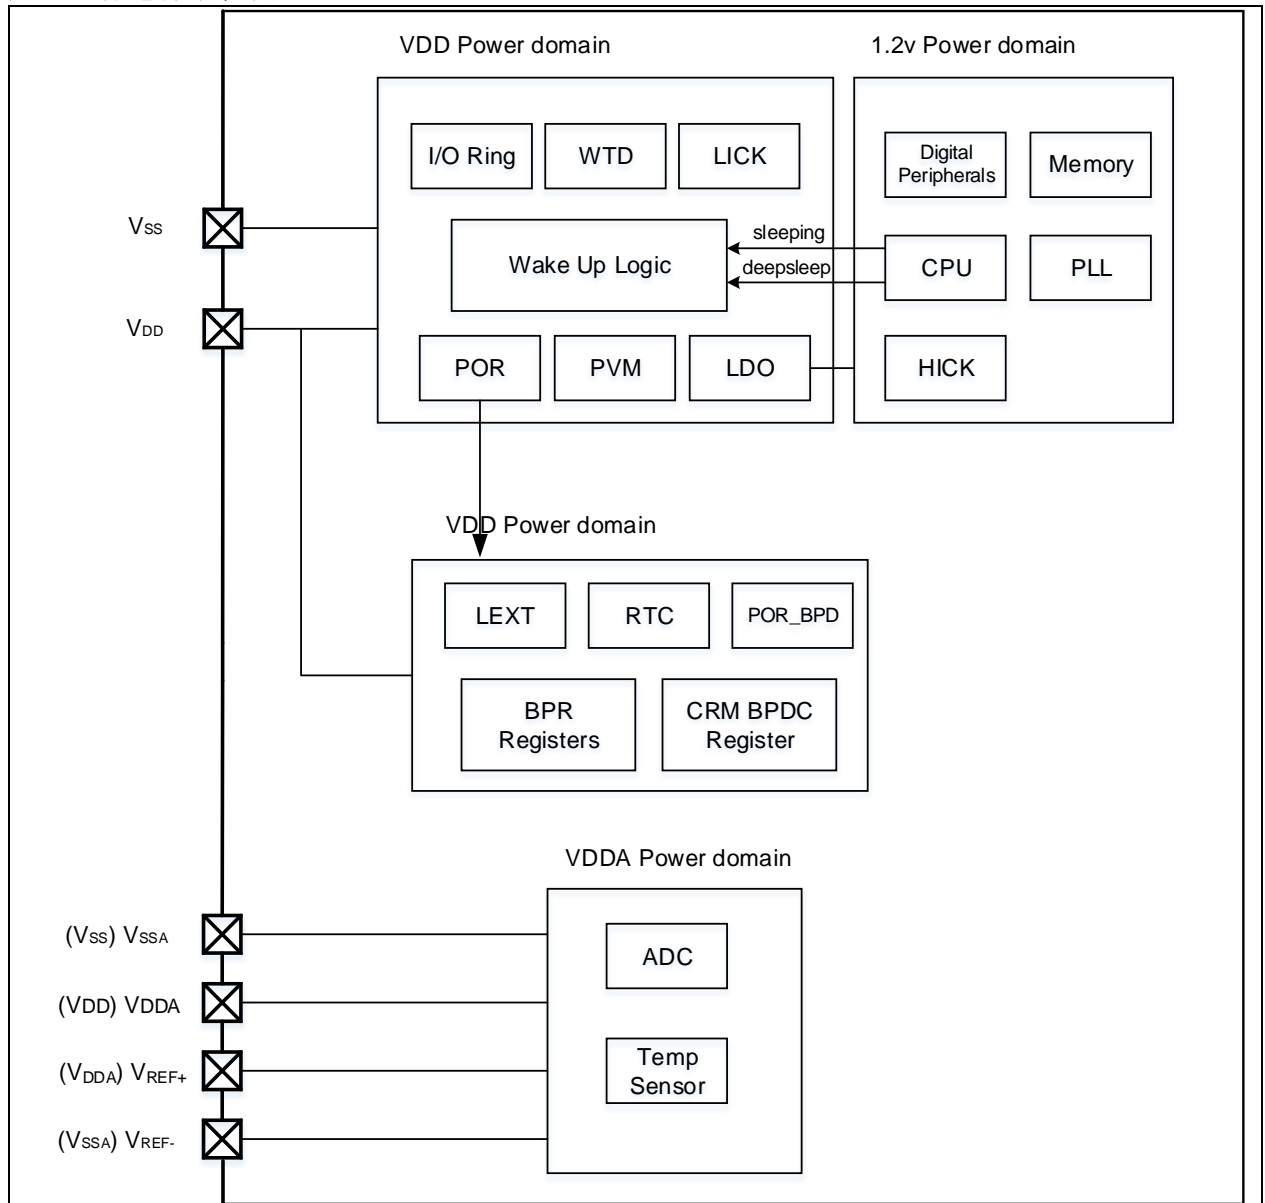 VDD Power domain
1.2v Power domain
I/O Ring
WTD
LICK
Digital
Peripherals
Memory
VSS
sleeping
Wake Up Logic
deepsleep
CPU
PLL
VDD
POR
PVM
LDO
HICK
VDD Power domain
LEXT
RTC
POR_BPD
BPR
Registers
CRM BPDC
Register
VDDA Power domain
(VSS) VSSA
ADC
(VDD) VDDA
(VDDA) VREF+
Temp
Sensor
(VSSA) VREF-